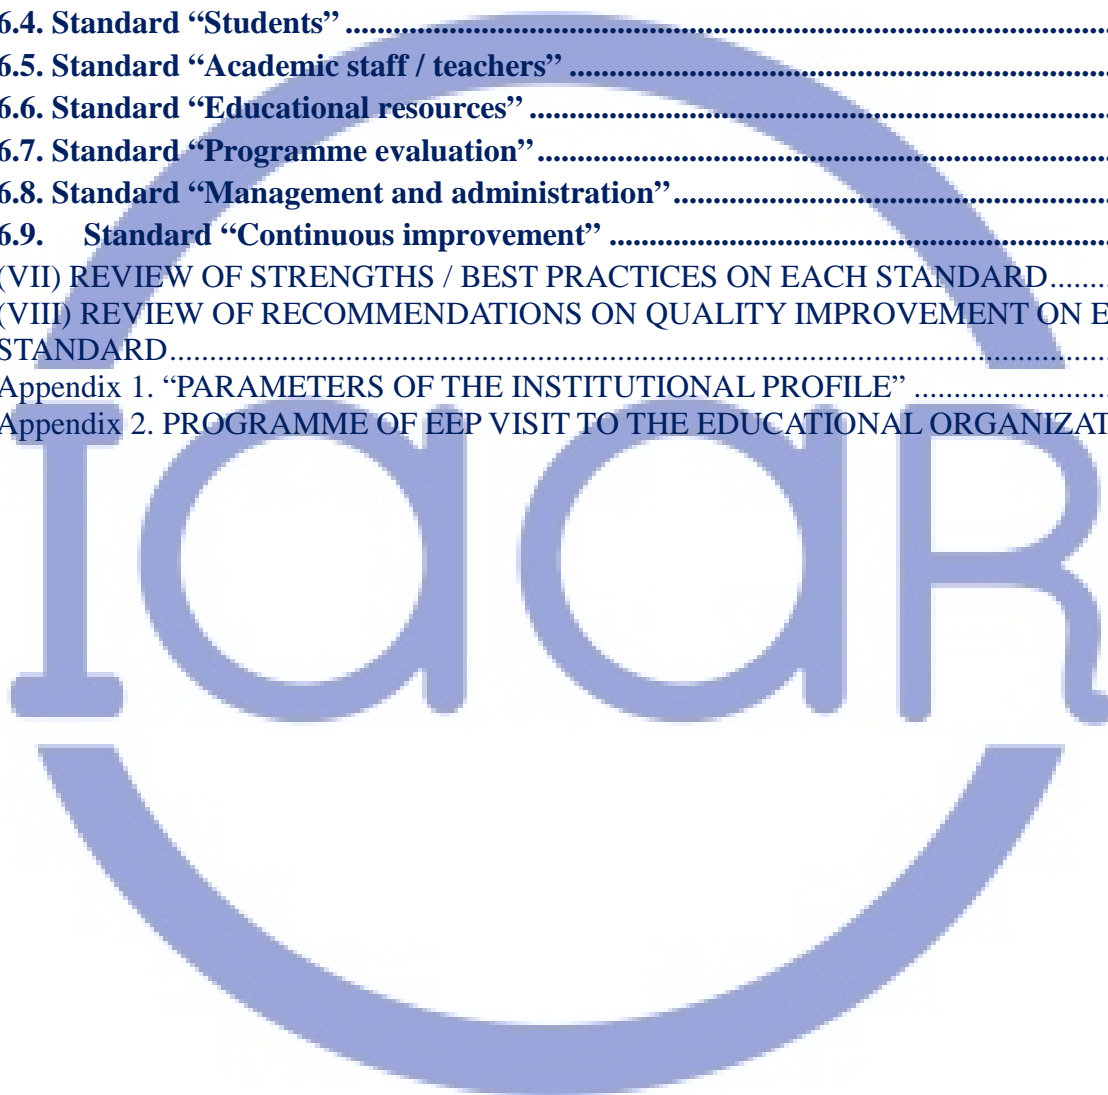 6.4. Standard “Students” ....................................................................................................
6.5. Standard “Academic staff / teachers” ......................................................................
6.6. Standard “Educational resources” ...........................................................................
6.7. Standard “Programme evaluation” .........................................................................
6.8. Standard “Management and administration” ........................................................
6.9. Standard “Continuous improvement” ................................................................
(VII) REVIEW OF STRENGTHS / BEST PRACTICES ON EACH STANDARD........
(VIII) REVIEW OF RECOMMENDATIONS ON QUALITY IMPROVEMENT ON
STANDARD............................................................................................................................
Appendix 1. “PARAMETERS OF THE INSTITUTIONAL PROFILE” .........................
Appendix 2. PROGRAMME OF EEP VISIT TO THE EDUCATIONAL
IaaR